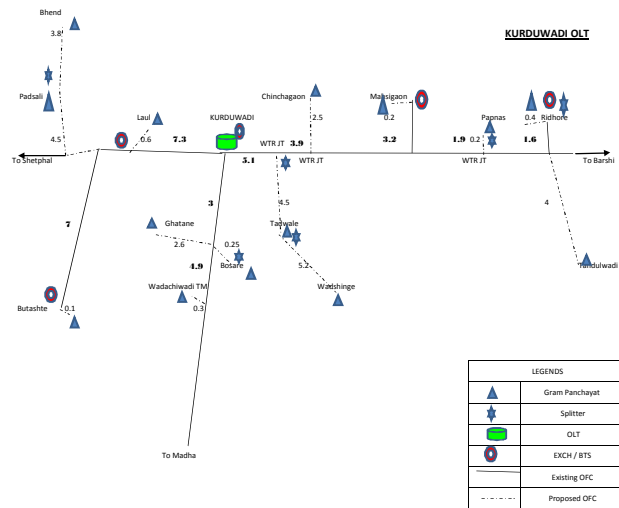 Bhend
KURDUWADI OLT
3.8
Padsali
Chinchagaon
Mahsigaon
Laul
KURDUWADI
2.5
0.2
Papnas
0.4
Ridhore
4.5
0.6
7.3
WTR JT
3.9
3.2
1.9
0.2
1.6
To Shetphal
5.1
WTR JT
WTR JT
To Barshi
7
3
4.5
4
Ghatane
Tadwale
2.6
0.25
Bosare
4.9
5.2
Wadachiwadi TM
Wadshinge
0.3
Butashte
0.1
To Madha
LEGENDS
Gram Panchayat
Splitter
OLT
EXCH / BTS
Existing OFC
Proposed OFC